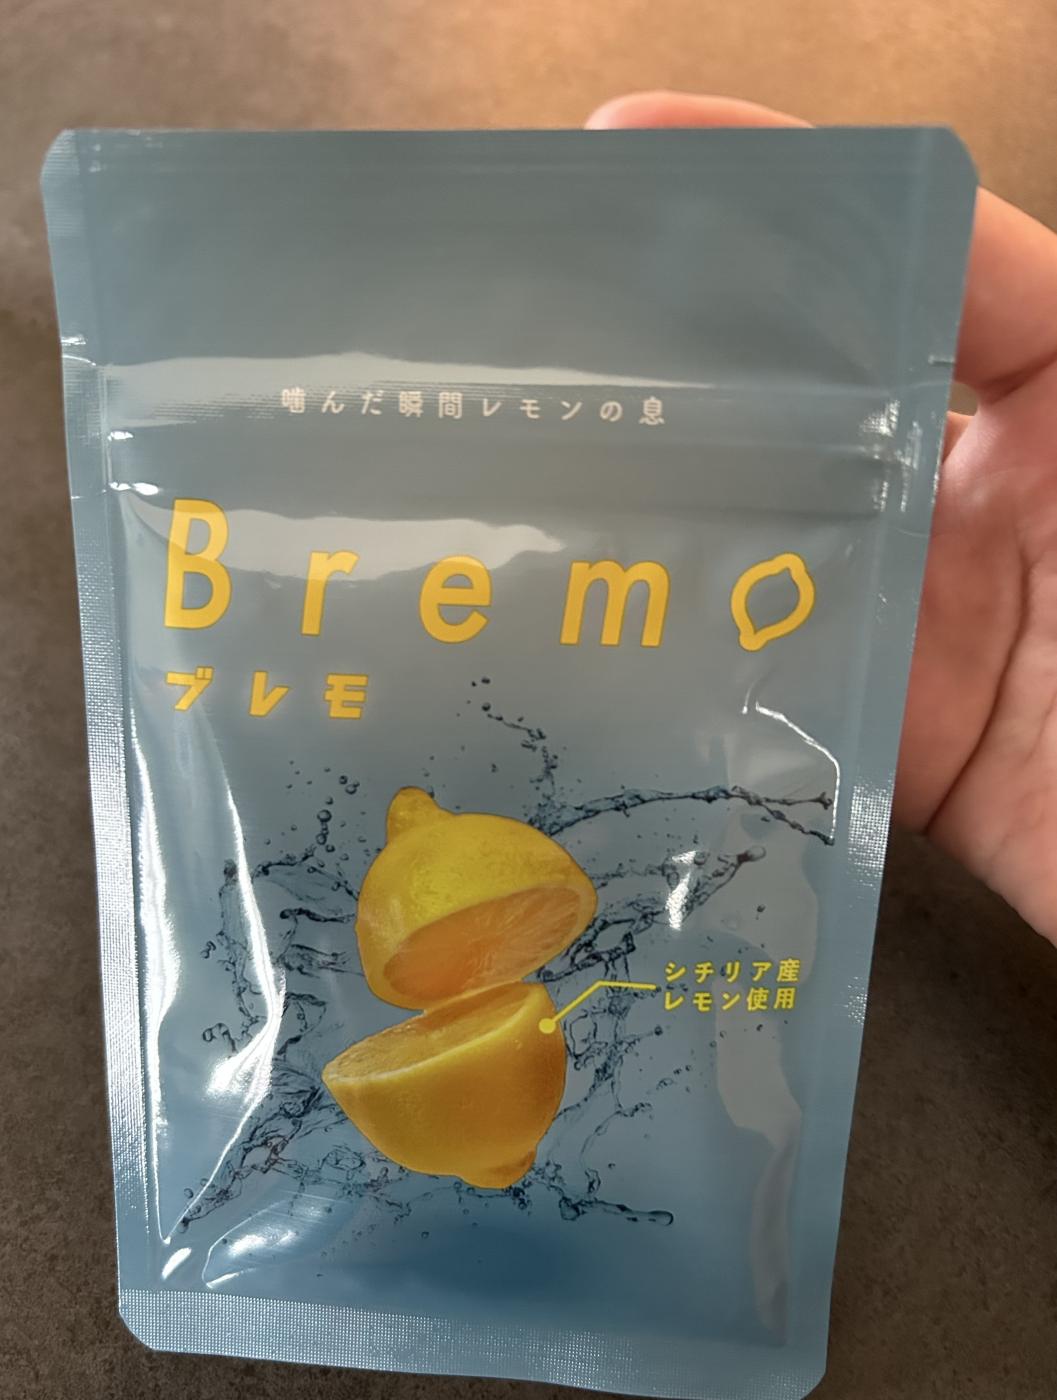 噛んだ瞬間レモンの息
Bremo
ブレモ
シチリア産
レモン使用